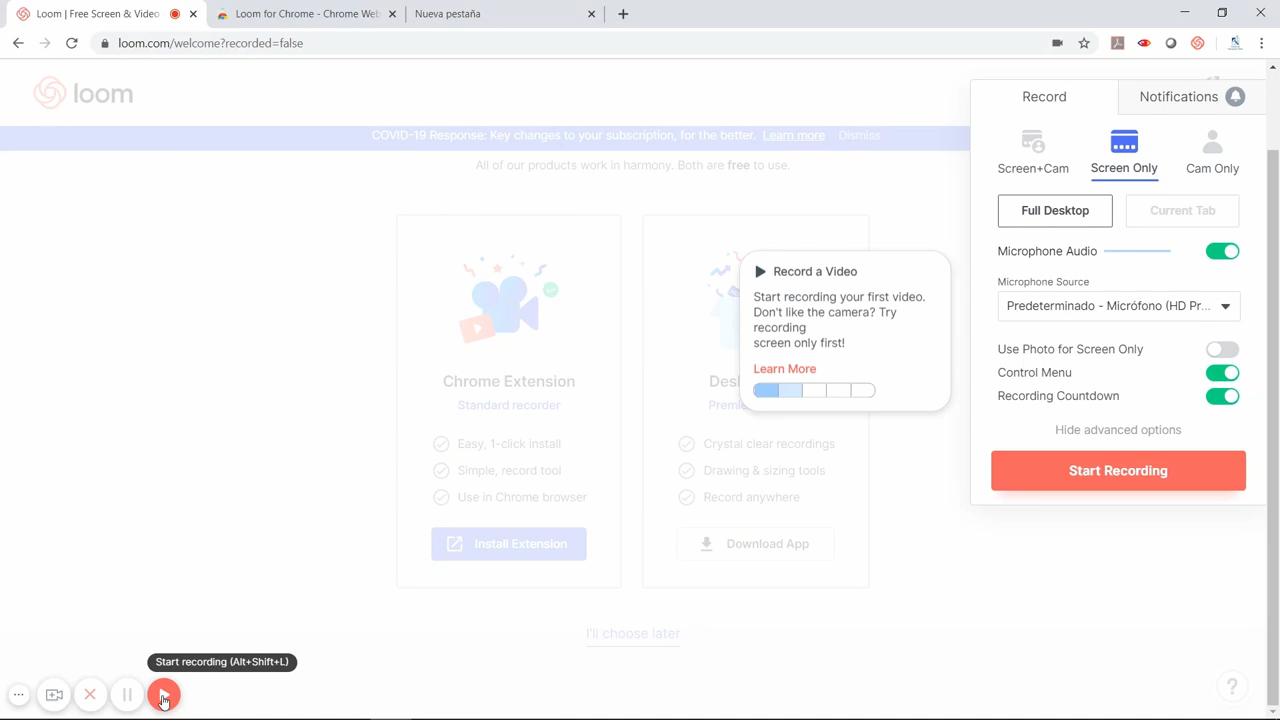 Loom | Free Screen & Video
Loom for Chrome - Chrome Web
Nueva pestaña
loom.com/welcome?recorded=false
loom
COVID-19 Response: Key changes to your subscription, for the better. Learn more Dismiss
All of our products work in harmony. Both are free to use.
Chrome Extension
Standard recorder
Easy, 1-click install
Simple, record tool
Use in Chrome browser
Install Extension
Des
Premie
Crystal clear recordings
Drawing & sizing tools
Record anywhere
Download App
I'll choose later
Record a Video
Start recording your first video.
Don't like the camera? Try
recording
screen only first!
Learn More
Record
Notifications
Screen+Cam
Screen Only
Cam Only
Full Desktop
Current Tab
Microphone Audio
Microphone Source
Predeterminado - Micrófono (HD Pr...
Use Photo for Screen Only
Control Menu
Recording Countdown
Hide advanced options
Start Recording
Start recording (Alt+Shift+L)
?